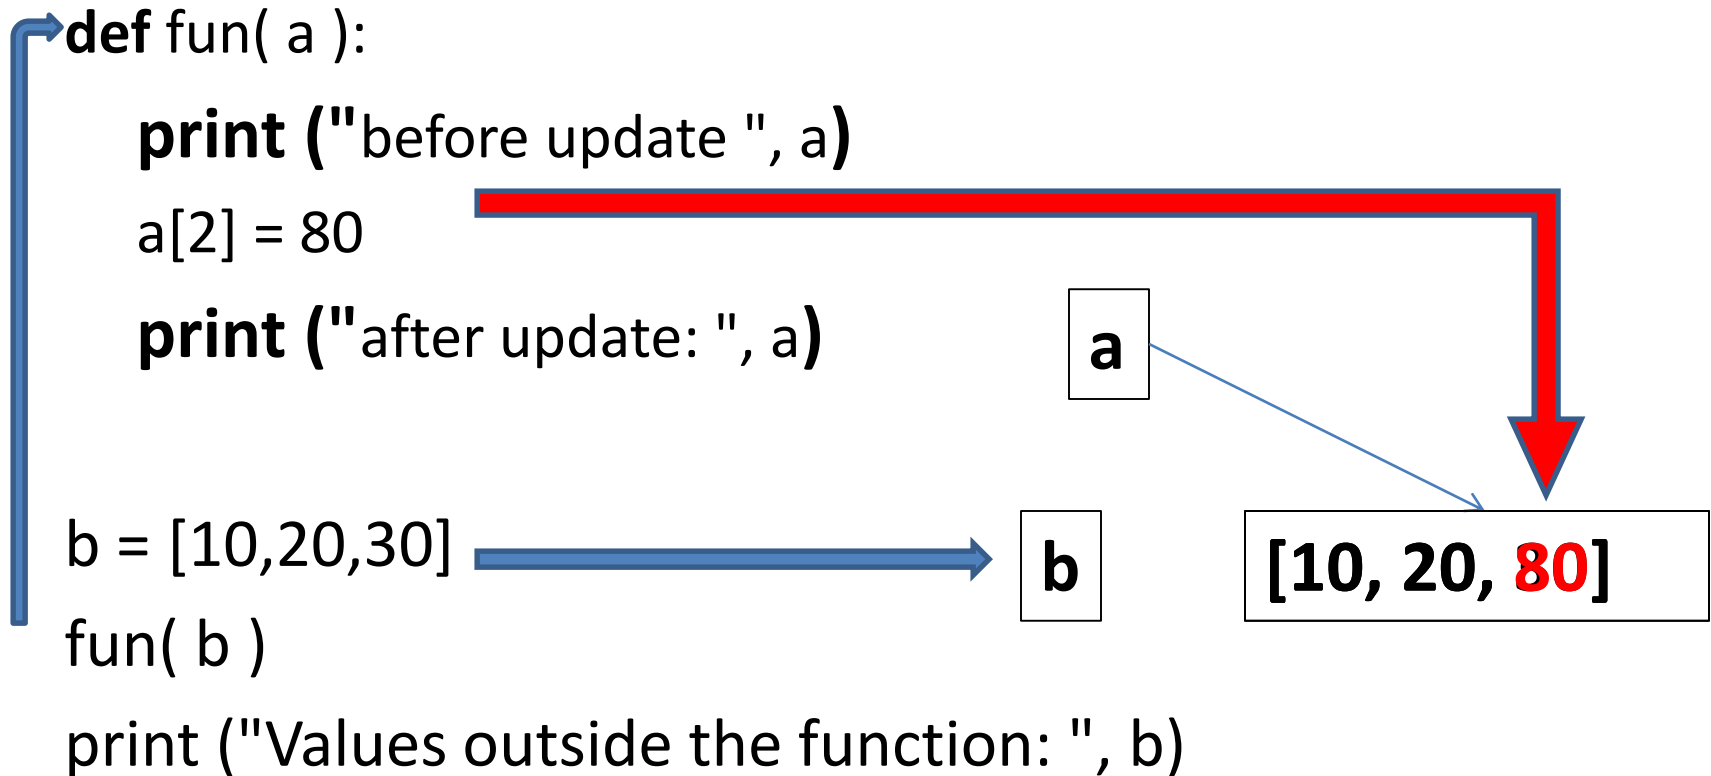 def fun( a ):
print ("before update ", a)
a[2] = 80
print ("after update: ", a)
a
b = [10,20,30]
b
[10, 20, 80]
fun( b )
print ("Values outside the function: ", b)